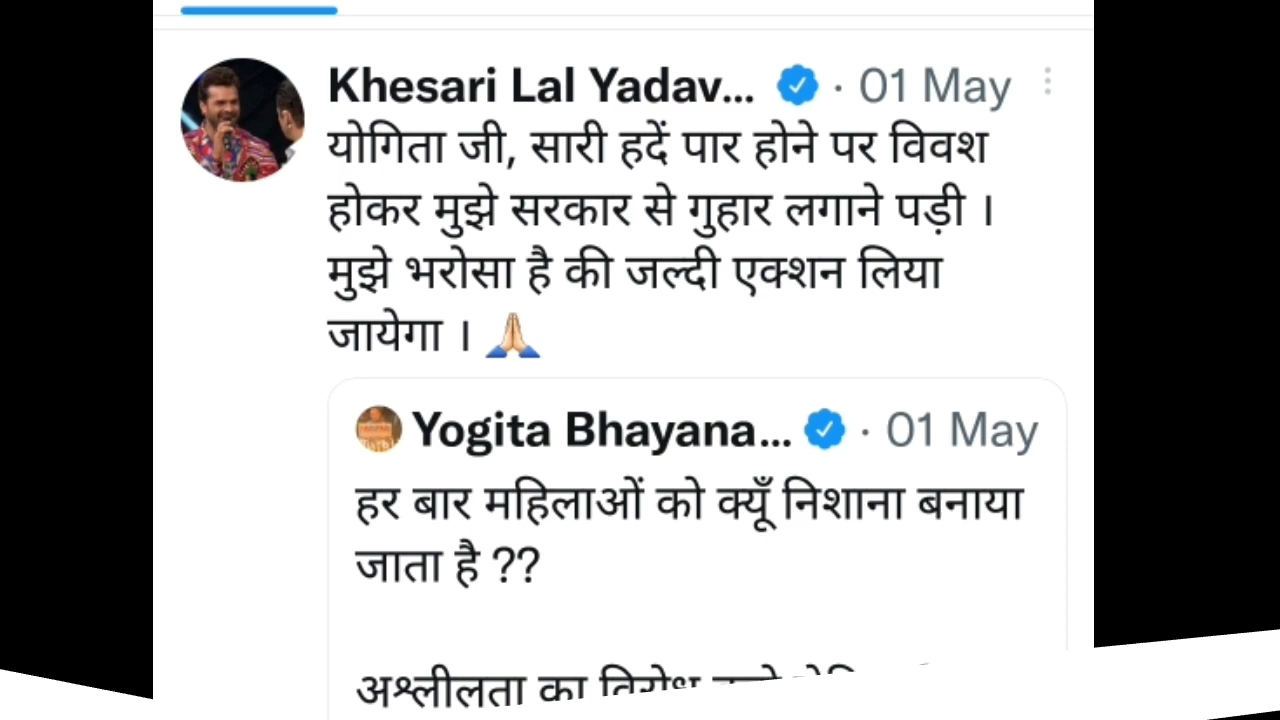 Khesari Lal Yadav... · 01 May
योगिता जी, सारी हदें पार होने पर विवश
होकर मुझे सरकार से गुहार लगाने पड़ी ।
मुझे भरोसा है की जल्दी एक्शन लिया
जायेगा । 🙏🏻
Yogita Bhayana... · 01 May
हर बार महिलाओं को क्यूँ निशाना बनाया
जाता है ??
अश्लीलता का विरोध